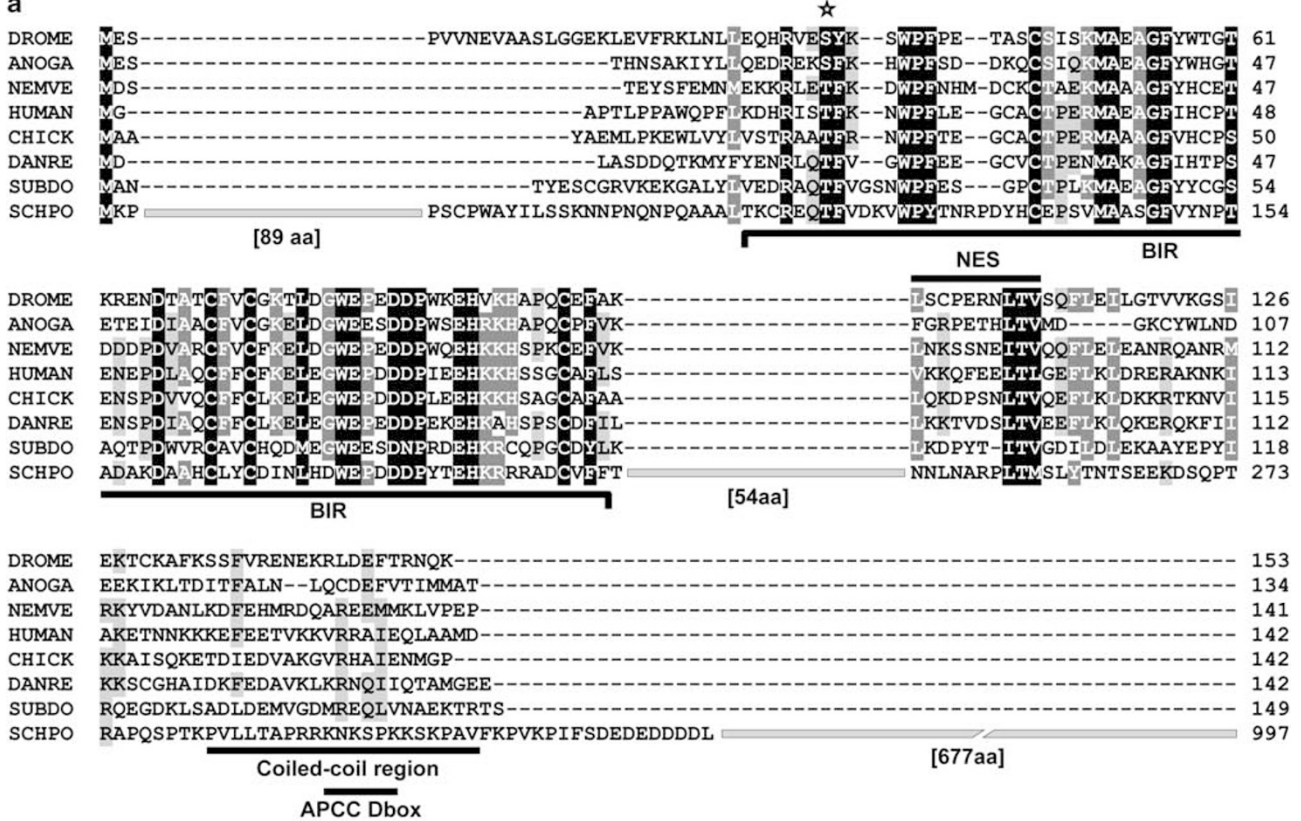 a
☆
DROME MES----------------------PVVNEVAASLGGEKLEVFRKLNLLEQHRVESYK--SWPFPE--TASCSISKMAEAGFYWTGT 61
ANOGA MES------------------------------------THNSAKIYLLQEDREKSFK--HWPFSD--DKQCSIQKMAEAGFYWHGT 47
NEMVE MDS-------------------------------------TEYSFEMNMEKKRLETFK--DWPFNHM-DCKCTAEKMAEAGFYHCET 47
HUMAN MG----------------------------------APTLPPAWQPFLKDHRISTFK--NWPFLE---GCACTPERMAEAGFIHCPT 48
CHICK MAA--------------------------------YAEMLPKEWLVYLVSTRAATFR--NWPFTE---GCACTPERMAAAGFVHCPS 50
DANRE MD-----------------------------------LASDDQTKMYFYENRLQTFV--GWPFEE---GCVCTPENMAKAGFIHTPS 47
SUBDO MAN------------------------------TYESCGRVKEKGALYLVEDRAQTFVGSNWPFES---GPCTPLKMAEAGFYYCGS 54
SCHPO MKP PSCPWAYILSSKNNPNQNPQAAALTKCREQTFVDKVWPYTNRPDYHCEPSVMAASGFVYNPT 154
[89 aa]
BIR
NES
DROME KRENDTATCFVCGKTLDGWEPEDDPWKEHVKHAPQCEFAK----------------------LSCPERNLTVSQFLEILGTVVKGSI 126
ANOGA ETEIDIAACFVCGKELDGWEESDDPWSEHRKHAPQCPFVK----------------------FGRPETHLTVMD-----GKCYWLND 107
NEMVE DDDPDVARCFVCFKELDGWEPEDDPWQEHKKHSPKCEFVK----------------------LNKSSNEITVQQFLELEANRQANRM 112
HUMAN ENEPDLAQCFFCFKELEGWEPDDDPIEEHKKHSSGCAFLS----------------------VKKQFEELTLGEFLKLDRERAKNKI 113
CHICK ENSPDVVQCFFCLKELEGWEPDDDPLEEHKKHSAGCAFAA----------------------LQKDPSNLTVQEFLKLDKKRTKNVI 115
DANRE ENSPDIAQCFFCLKELEGWEPEDDPEKEHKAHSPSCDFIL----------------------LKKTVDSLTVEEFLKLQKERQKFII 112
SUBDO AQTPDWVRCAVCHQDMEGWEESDNPRDEHKRCQPGCDYLK----------------------LKDPYT-ITVGDILDLEKAAYEPYI 118
SCHPO ADAKDAAHCLYCDINLHDWEPDDDPYTEHKRRRADCVFFT NNLNARPLTMSLYTNTSEEKDSQPT 273
[54aa]
BIR
DROME EKTCKAFKSSFVRENEKRLDEFTRNQK------------------------------------------------------------ 153
ANOGA EEKIKLTDITFALN--LQCDEFVTIMMAT---------------------------------------------------------- 134
NEMVE RKYVDANLKDFEHMRDQAREEMMKLVPEP---------------------------------------------------------- 141
HUMAN AKETNNKKKEFEETVKKVRRAIEQLAAMD---------------------------------------------------------- 142
CHICK KKAISQKETDIEDVAKGVRHAIENMGP------------------------------------------------------------ 142
DANRE KKSCGHAIDKFEDAVKLKRNQIIQTAMGEE--------------------------------------------------------- 142
SUBDO RQEGDKLSADLDEMVGDMREQLVNAEKTRTS-------------------------------------------------------- 149
SCHPO RAPQSPTKPVLLTAPRRKNKSPKKSKPAVFKPVKPIFSDEDEDDDDL 997
[677aa]
Coiled-coil region
APCC Dbox